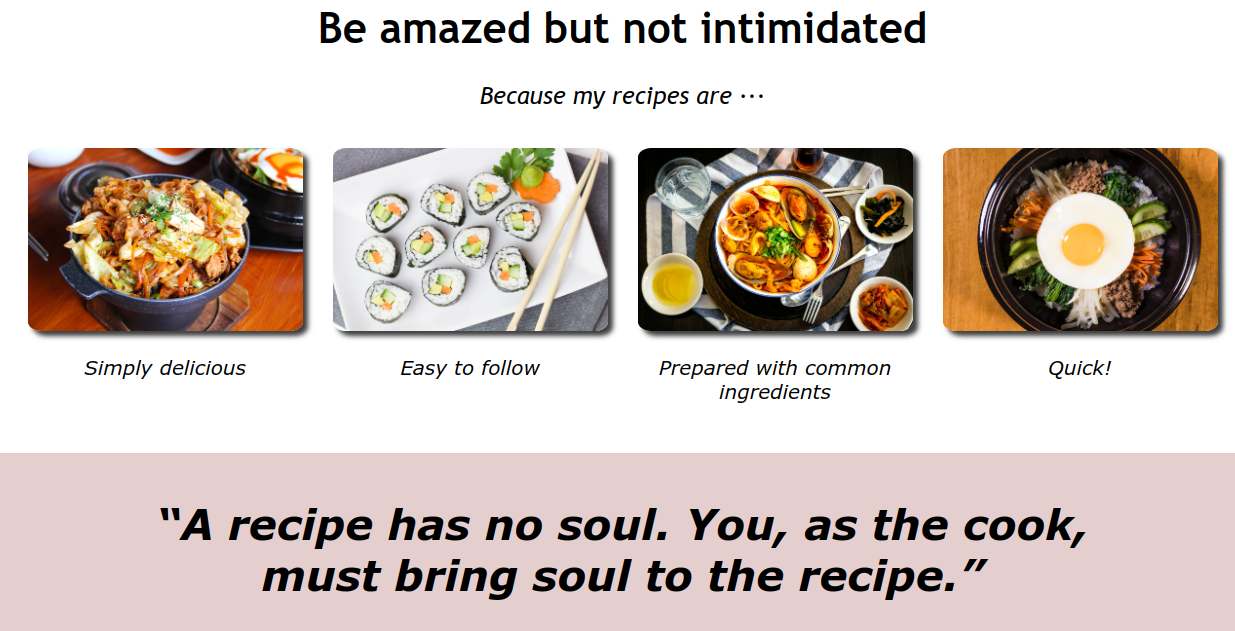 Be amazed but not intimidated
Because my recipes are ···
Simply delicious
Easy to follow
Prepared with common
ingredients
Quick!
“A recipe has no soul. You, as the cook,
must bring soul to the recipe.”